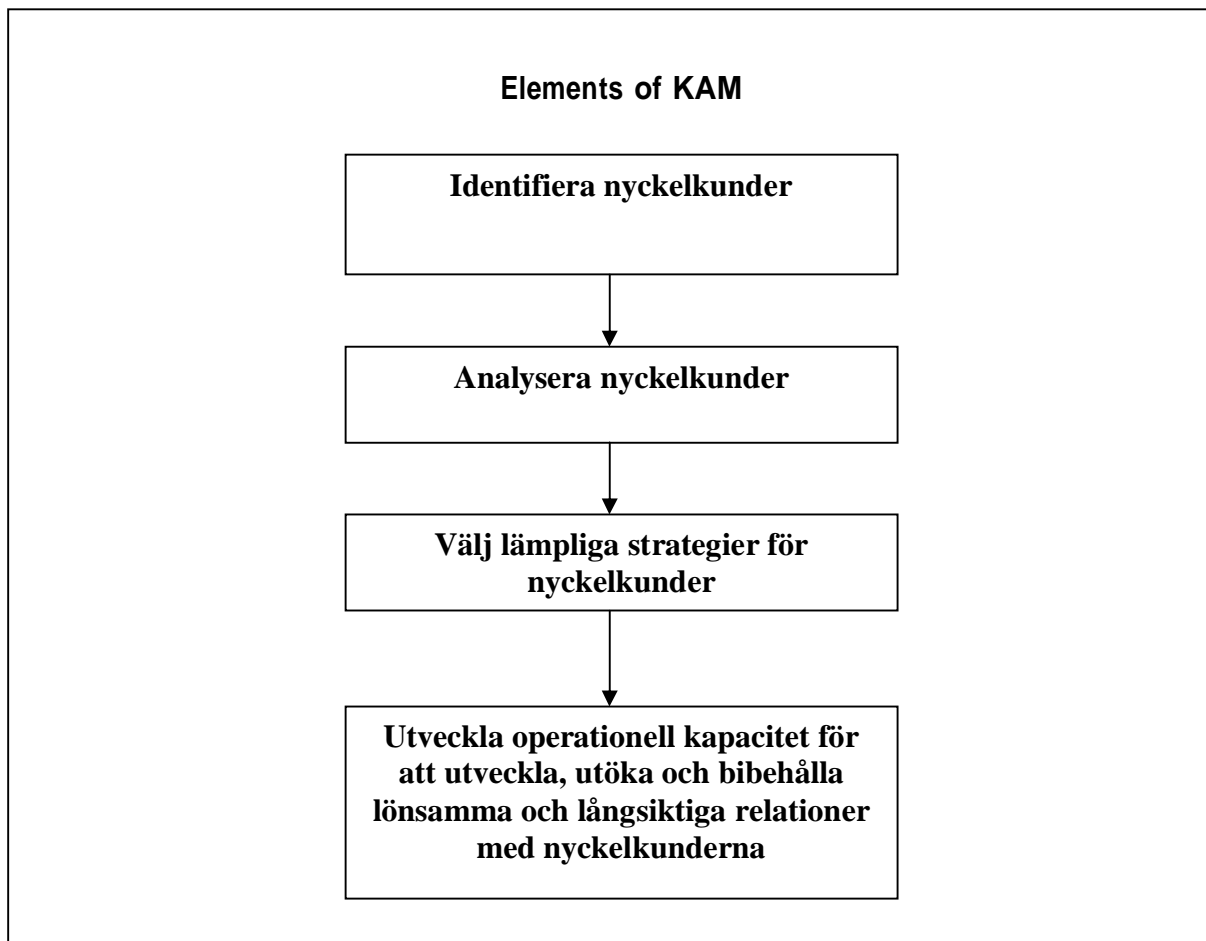 Elements of KAM
Identifiera nyckelkunder
Analysera nyckelkunder
Välj lämpliga strategier för
nyckelkunder
Utveckla operationell kapacitet för
att utveckla, utöka och bibehålla
lönsamma och långsiktiga relationer
med nyckelkunderna